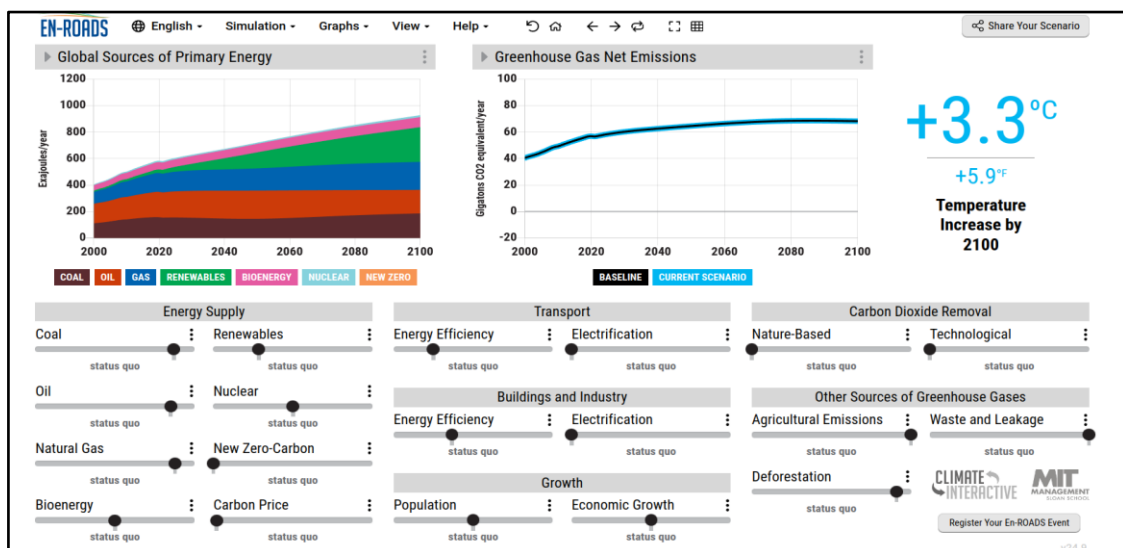 EN-ROADS English Simulation Graphs View Help Share Your Scenario
Global Sources of Primary Energy
1200
1000
800
600
400
200
0
Exajoules/year
2000 2020 2040 2060 2080 2100
COAL OIL GAS RENEWABLES BIOENERGY NUCLEAR NEW ZERO
Greenhouse Gas Net Emissions
100
80
60
40
20
0
-20
Gigatons CO2 equivalent/year
2000 2020 2040 2060 2080 2100
BASELINE CURRENT SCENARIO
+3.3°C
+5.9°F
Temperature
Increase by
2100
Energy Supply
Coal Renewables
status quo status quo
Oil Nuclear
status quo status quo
Natural Gas New Zero-Carbon
status quo status quo
Bioenergy Carbon Price
status quo status quo
Transport
Energy Efficiency Electrification
status quo status quo
Buildings and Industry
Energy Efficiency Electrification
status quo status quo
Growth
Population Economic Growth
status quo status quo
Carbon Dioxide Removal
Nature-Based Technological
status quo status quo
Other Sources of Greenhouse Gases
Agricultural Emissions Waste and Leakage
status quo status quo
Deforestation
status quo
CLIMATE
INTERACTIVE
MIT
MANAGEMENT
SLOAN SCHOOL
Register Your En-ROADS Event